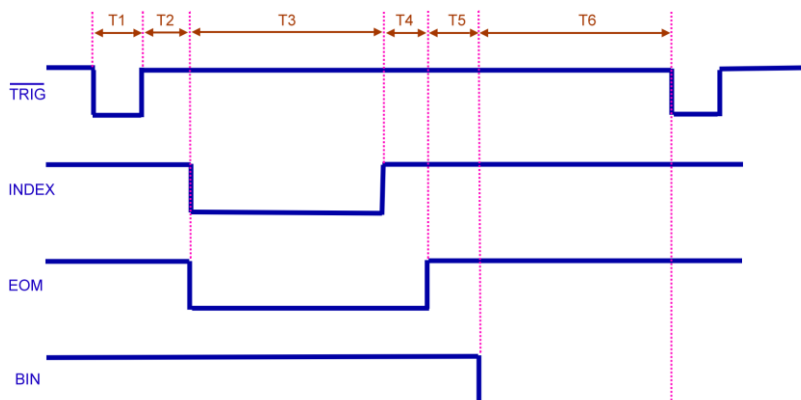 T1 T2 T3 T4 T5 T6
TRIG
INDEX
EOM
BIN